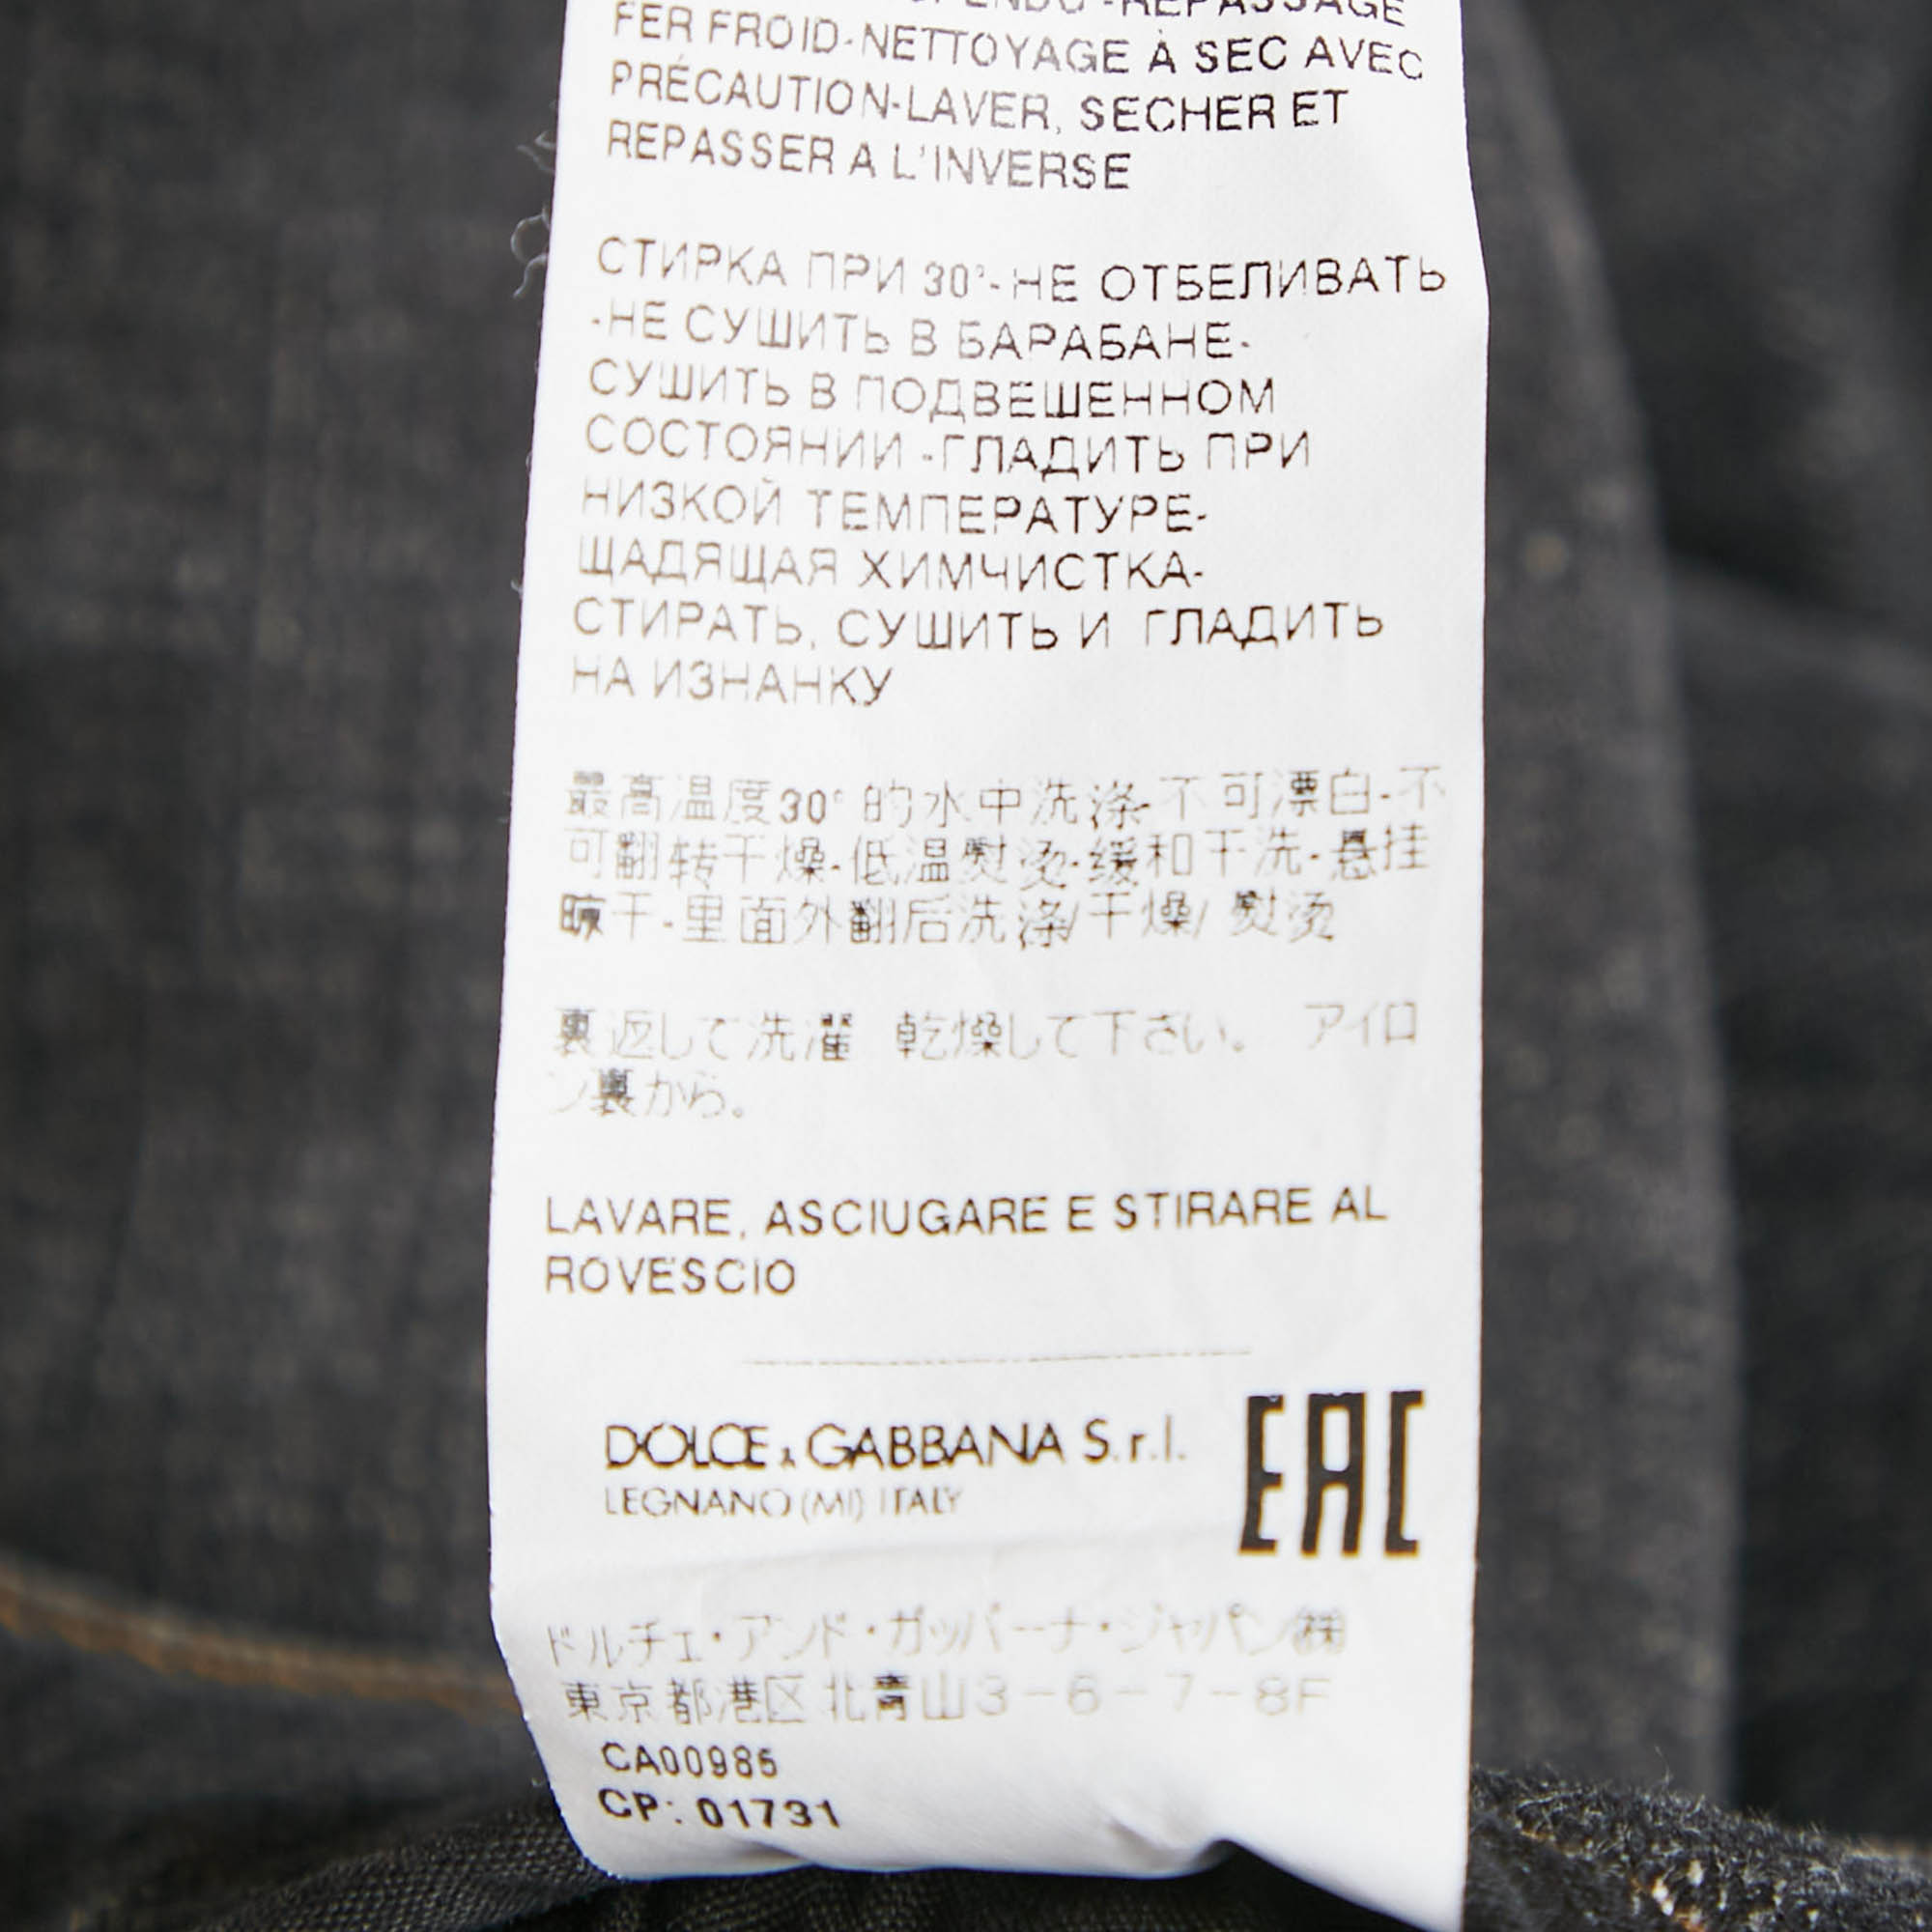 -REPASSAGE
FER FROID-NETTOYAGE À SEC AVEC
PRÉCAUTION-LAVER, SECHER ET
REPASSER A L'INVERSE
СТИРКА ПРИ 30°-НЕ ОТБЕЛИВАТЬ
-НЕ СУШИТЬ В БАРАБАНЕ-
СУШИТЬ В ПОДВЕШЕННОМ
СОСТОЯНИИ -ГЛАДИТЬ ПРИ
НИЗКОЙ ТЕМПЕРАТУРЕ-
ЩАДЯЩАЯ ХИМЧИСТКА-
СТИРАТЬ, СУШИТЬ И ГЛАДИТЬ
НА ИЗНАНКУ
最高温度30°的水中洗涤-不可漂白-不
可翻转干燥-低温熨烫-缓和干洗-悬挂
晾干-里面外翻后洗涤/干燥/ 熨烫
裏返して洗濯 乾燥して下さい。 アイロ
ン裏から。
LAVARE, ASCIUGARE E STIRARE AL
ROVESCIO
DOLCE & GABBANA S.r.l.
LEGNANO (MI) ITALY
EAC
ドルチェ・アンド・ガッバーナ・ジャパン㈱
東京都港区北青山3-6-7-8F
CA00985
CP: 01731